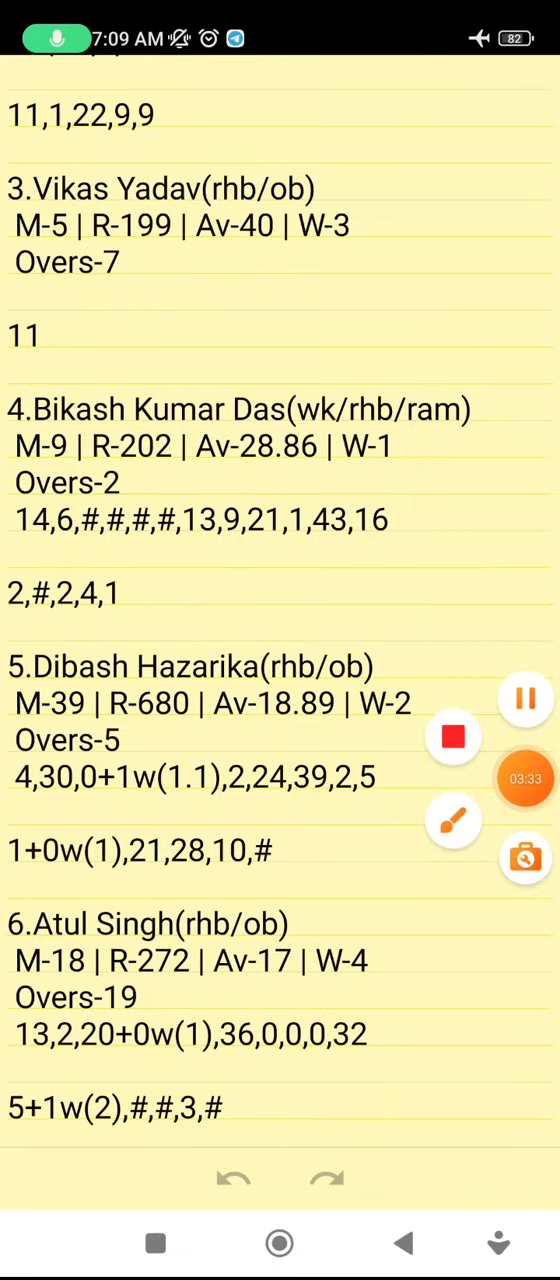 7:09 AM 82
11,1,22,9,9
3.Vikas Yadav(rhb/ob)
M-5 | R-199 | Av-40 | W-3
Overs-7
11
4.Bikash Kumar Das(wk/rhb/ram)
M-9 | R-202 | Av-28.86 | W-1
Overs-2
14,6,#,#,#,#,13,9,21,1,43,16
2,#,2,4,1
5.Dibash Hazarika(rhb/ob)
M-39 | R-680 | Av-18.89 | W-2
Overs-5
4,30,0+1w(1.1),2,24,39,2,5
03:33
1+0w(1),21,28,10,#
6.Atul Singh(rhb/ob)
M-18 | R-272 | Av-17 | W-4
Overs-19
13,2,20+0w(1),36,0,0,0,32
5+1w(2),#,#,3,#